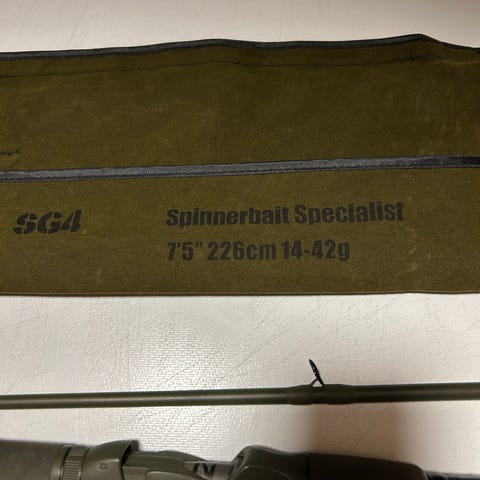 SG4
Spinnerbait Specialist
7'5" 226cm 14-42g